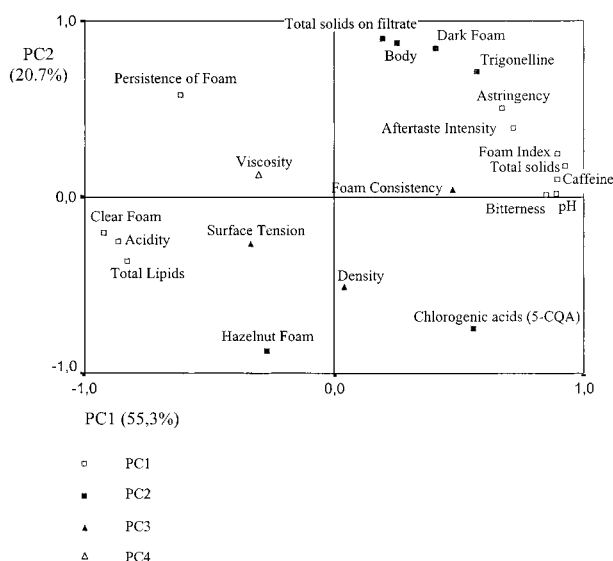 1,0
Total solids on filtrate
PC2
(20.7%)
Dark Foam
Body
Trigonelline
Persistence of Foam
Astringency
Aftertaste Intensity
Viscosity
Foam Index
Total solids
Caffeine
Foam Consistency
0,0
Bitterness
pH
Clear Foam
Acidity
Surface Tension
Total Lipids
Density
Chlorogenic acids (5-CQA)
Hazelnut Foam
-1,0
-1,0
0,0
1,0
PC1 (55,3%)
PC1
PC2
PC3
PC4